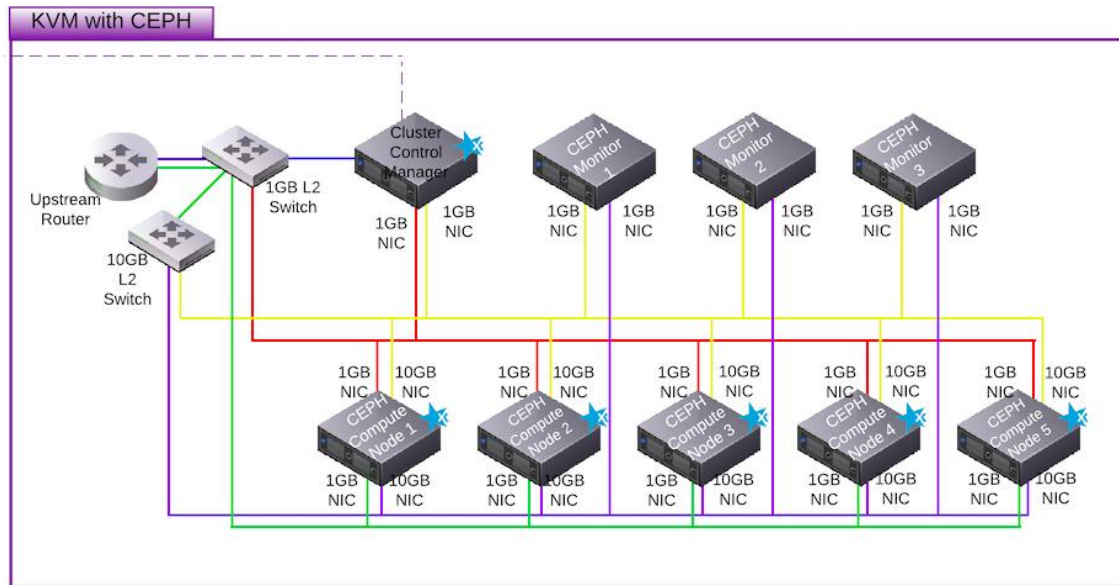 KVM with CEPH
Upstream
Router
1GB L2
Switch
10GB
L2
Switch
Cluster
Control
Manager
CEPH
Monitor
1
CEPH
Monitor
2
CEPH
Monitor
3
1GB
NIC
1GB
NIC
1GB
NIC
1GB
NIC
1GB
NIC
1GB
NIC
1GB
NIC
1GB
NIC
1GB
NIC
10GB
NIC
1GB
NIC
10GB
NIC
1GB
NIC
10GB
NIC
1GB
NIC
10GB
NIC
1GB
NIC
10GB
NIC
CEPH
Compute
Node 1
CEPH
Compute
Node 2
CEPH
Compute
Node 3
CEPH
Compute
Node 4
CEPH
Compute
Node 5
1GB
NIC
10GB
NIC
1GB
NIC
10GB
NIC
1GB
NIC
10GB
NIC
1GB
NIC
10GB
NIC
1GB
NIC
10GB
NIC